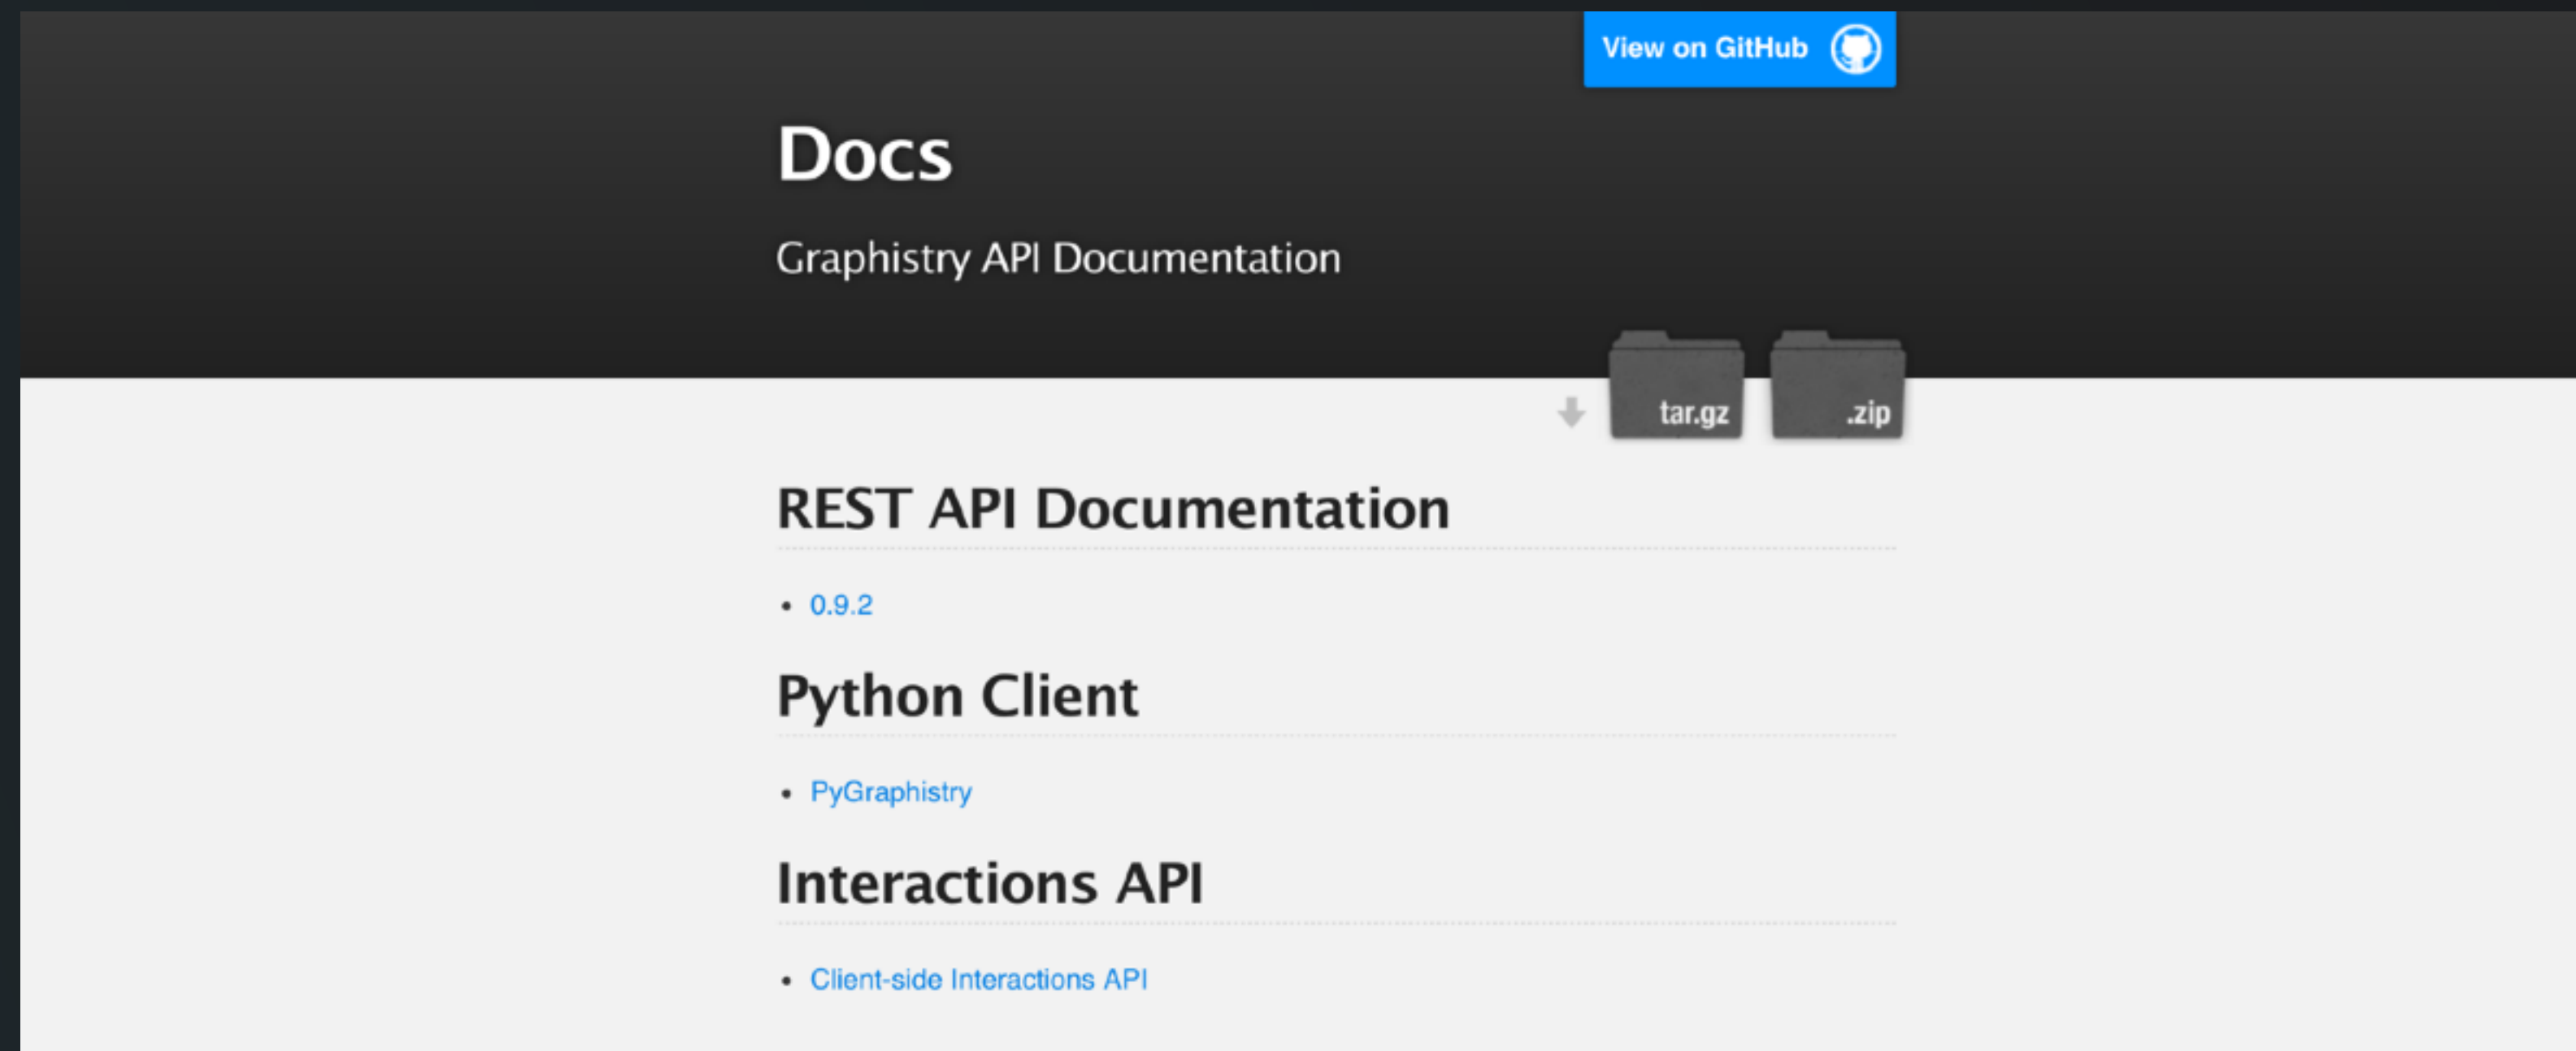 View on GitHub
Docs
Graphistry API Documentation
tar.gz
.zip
REST API Documentation
0.9.2
Python Client
PyGraphistry
Interactions API
Client-side Interactions API